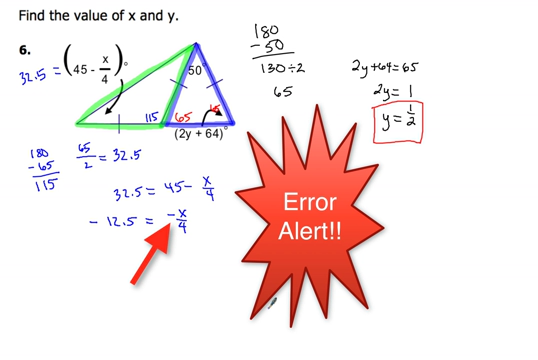 Find the value of x and y.
6.
32.5 = (45 - x/4)°
50°
115
65
65
(2y + 64)°
180
- 50
130 ÷ 2
65
2y + 64 = 65
2y = 1
y = 1/2
180
- 65
115
65/2 = 32.5
32.5 = 45 - x/4
- 12.5 = - x/4
Error
Alert!!